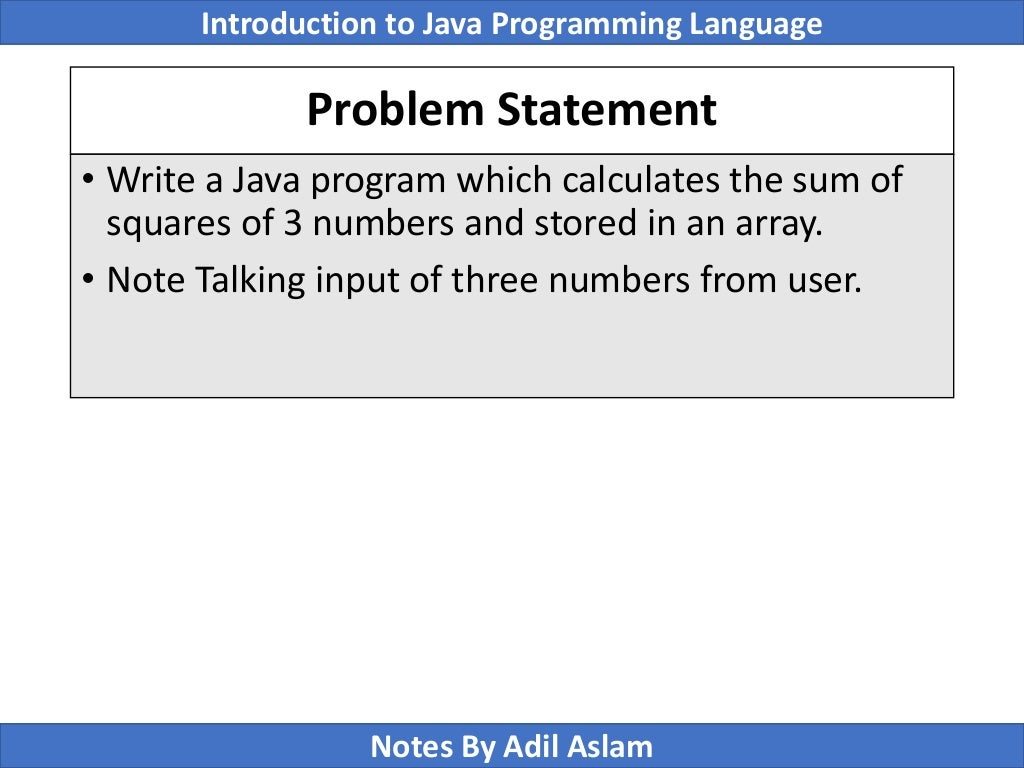 Introduction to Java Programming Language
Problem Statement
• Write a Java program which calculates the sum of
squares of 3 numbers and stored in an array.
• Note Talking input of three numbers from user.
Notes By Adil Aslam